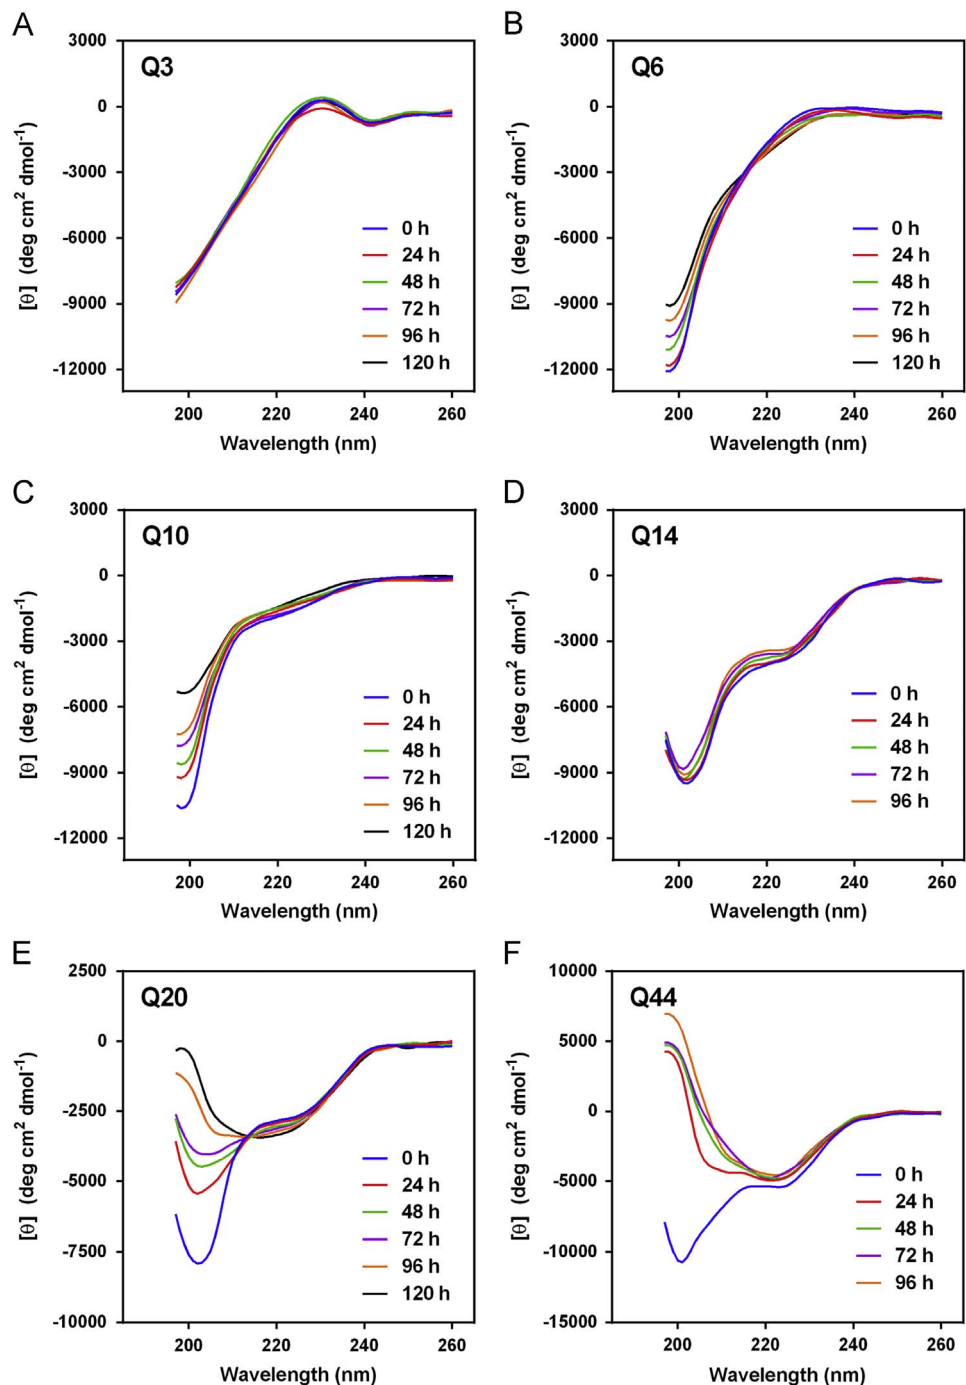 A
Q3
3000
0
-3000
-6000
-9000
-12000
[θ] (deg cm² dmol⁻¹)
0 h
24 h
48 h
72 h
96 h
120 h
200 220 240 260
Wavelength (nm)
B
Q6
3000
0
-3000
-6000
-9000
-12000
[θ] (deg cm² dmol⁻¹)
0 h
24 h
48 h
72 h
96 h
120 h
200 220 240 260
Wavelength (nm)
C
Q10
3000
0
-3000
-6000
-9000
-12000
[θ] (deg cm² dmol⁻¹)
0 h
24 h
48 h
72 h
96 h
120 h
200 220 240 260
Wavelength (nm)
D
Q14
3000
0
-3000
-6000
-9000
-12000
[θ] (deg cm² dmol⁻¹)
0 h
24 h
48 h
72 h
96 h
200 220 240 260
Wavelength (nm)
E
Q20
2500
0
-2500
-5000
-7500
-10000
[θ] (deg cm² dmol⁻¹)
0 h
24 h
48 h
72 h
96 h
120 h
200 220 240 260
Wavelength (nm)
F
Q44
10000
5000
0
-5000
-10000
-15000
[θ] (deg cm² dmol⁻¹)
0 h
24 h
48 h
72 h
96 h
200 220 240 260
Wavelength (nm)